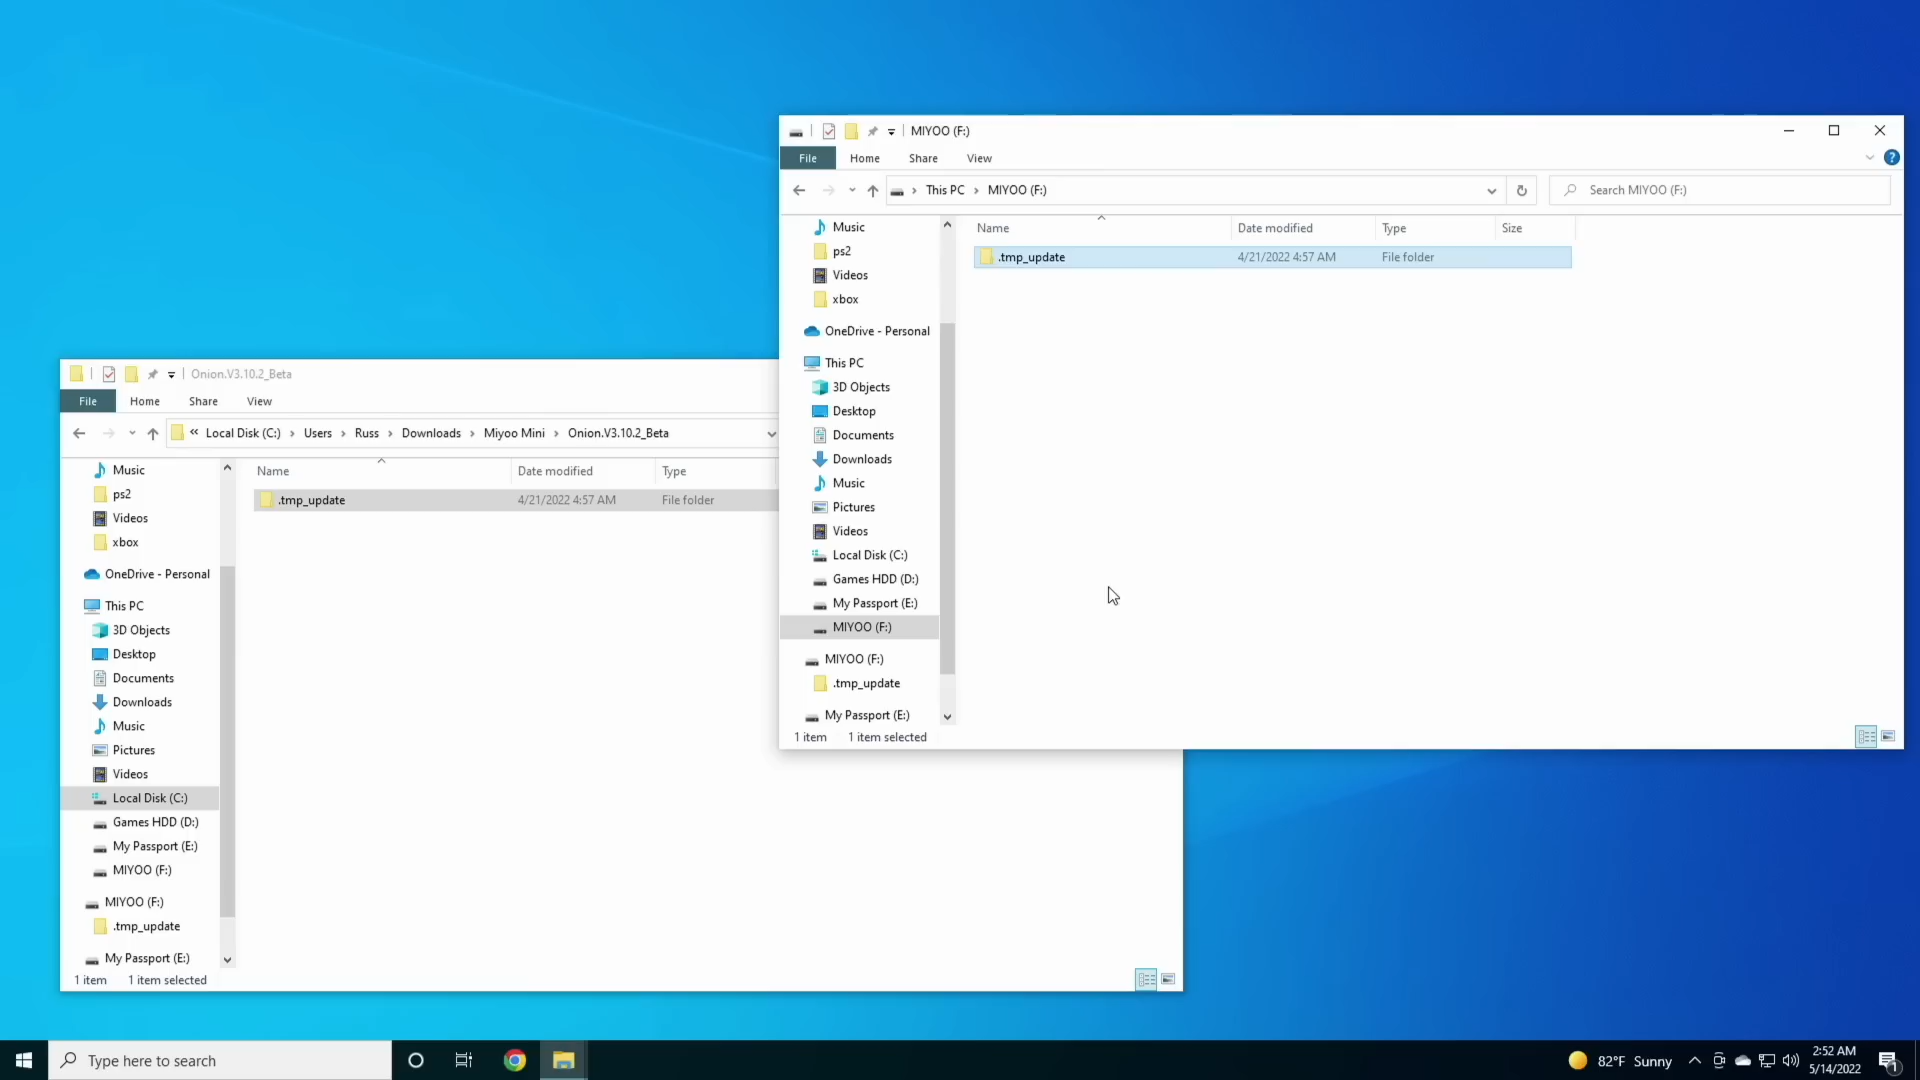 MIYOO (F:)
File Home Share View
This PC MIYOO (F:)
Search MIYOO (F:)
Name Date modified Type Size
.tmp_update 4/21/2022 4:57 AM File folder
Music
ps2
Videos
xbox
OneDrive - Personal
This PC
3D Objects
Desktop
Documents
Downloads
Music
Pictures
Videos
Local Disk (C:)
Games HDD (D:)
My Passport (E:)
MIYOO (F:)
MIYOO (F:)
.tmp_update
My Passport (E:)
1 item 1 item selected
Onion.V3.10.2_Beta
File Home Share View
« Local Disk (C:) Users Russ Downloads Miyoo Mini Onion.V3.10.2_Beta
Name Date modified Type
.tmp_update 4/21/2022 4:57 AM File folder
Music
ps2
Videos
xbox
OneDrive - Personal
This PC
3D Objects
Desktop
Documents
Downloads
Music
Pictures
Videos
Local Disk (C:)
Games HDD (D:)
My Passport (E:)
MIYOO (F:)
MIYOO (F:)
.tmp_update
My Passport (E:)
1 item 1 item selected
Type here to search
82°F Sunny
2:52 AM
5/14/2022
1